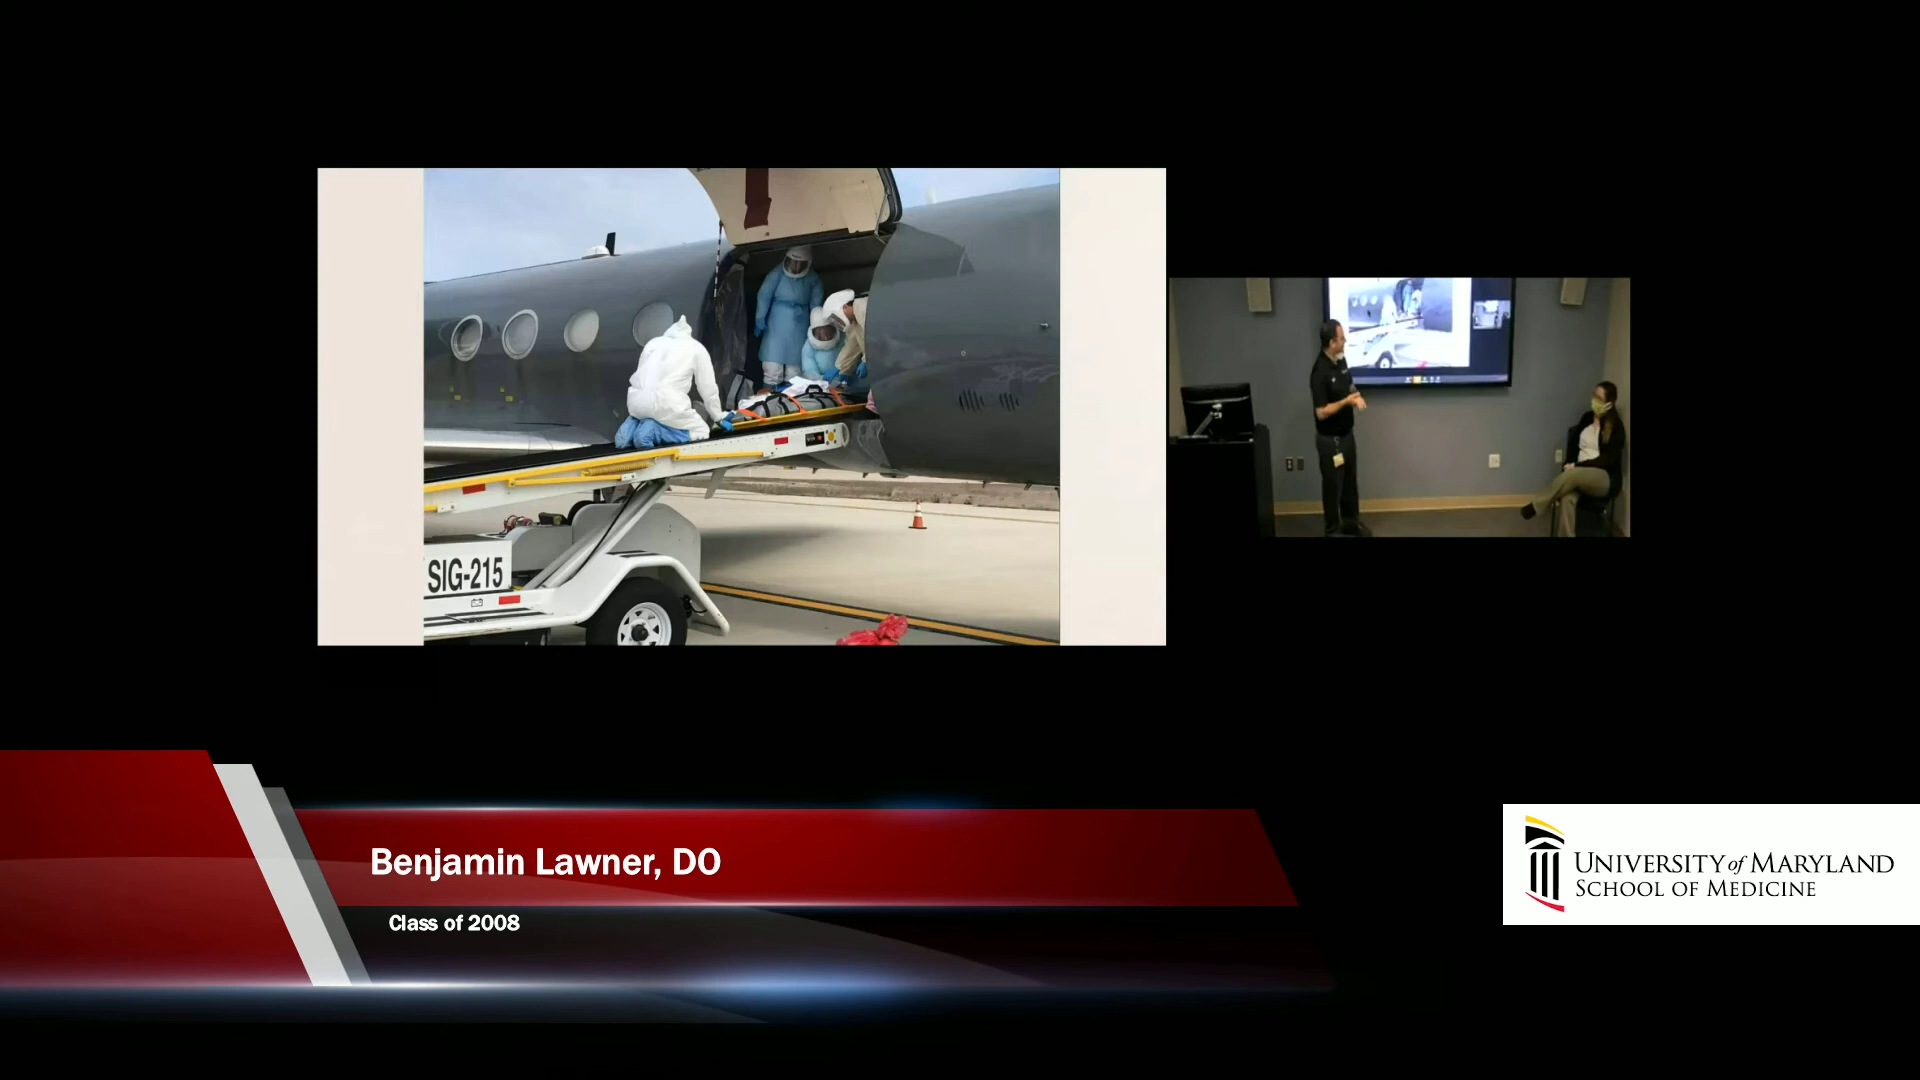 SIG-215
Benjamin Lawner, DO
Class of 2008
UNIVERSITY of MARYLAND
SCHOOL OF MEDICINE